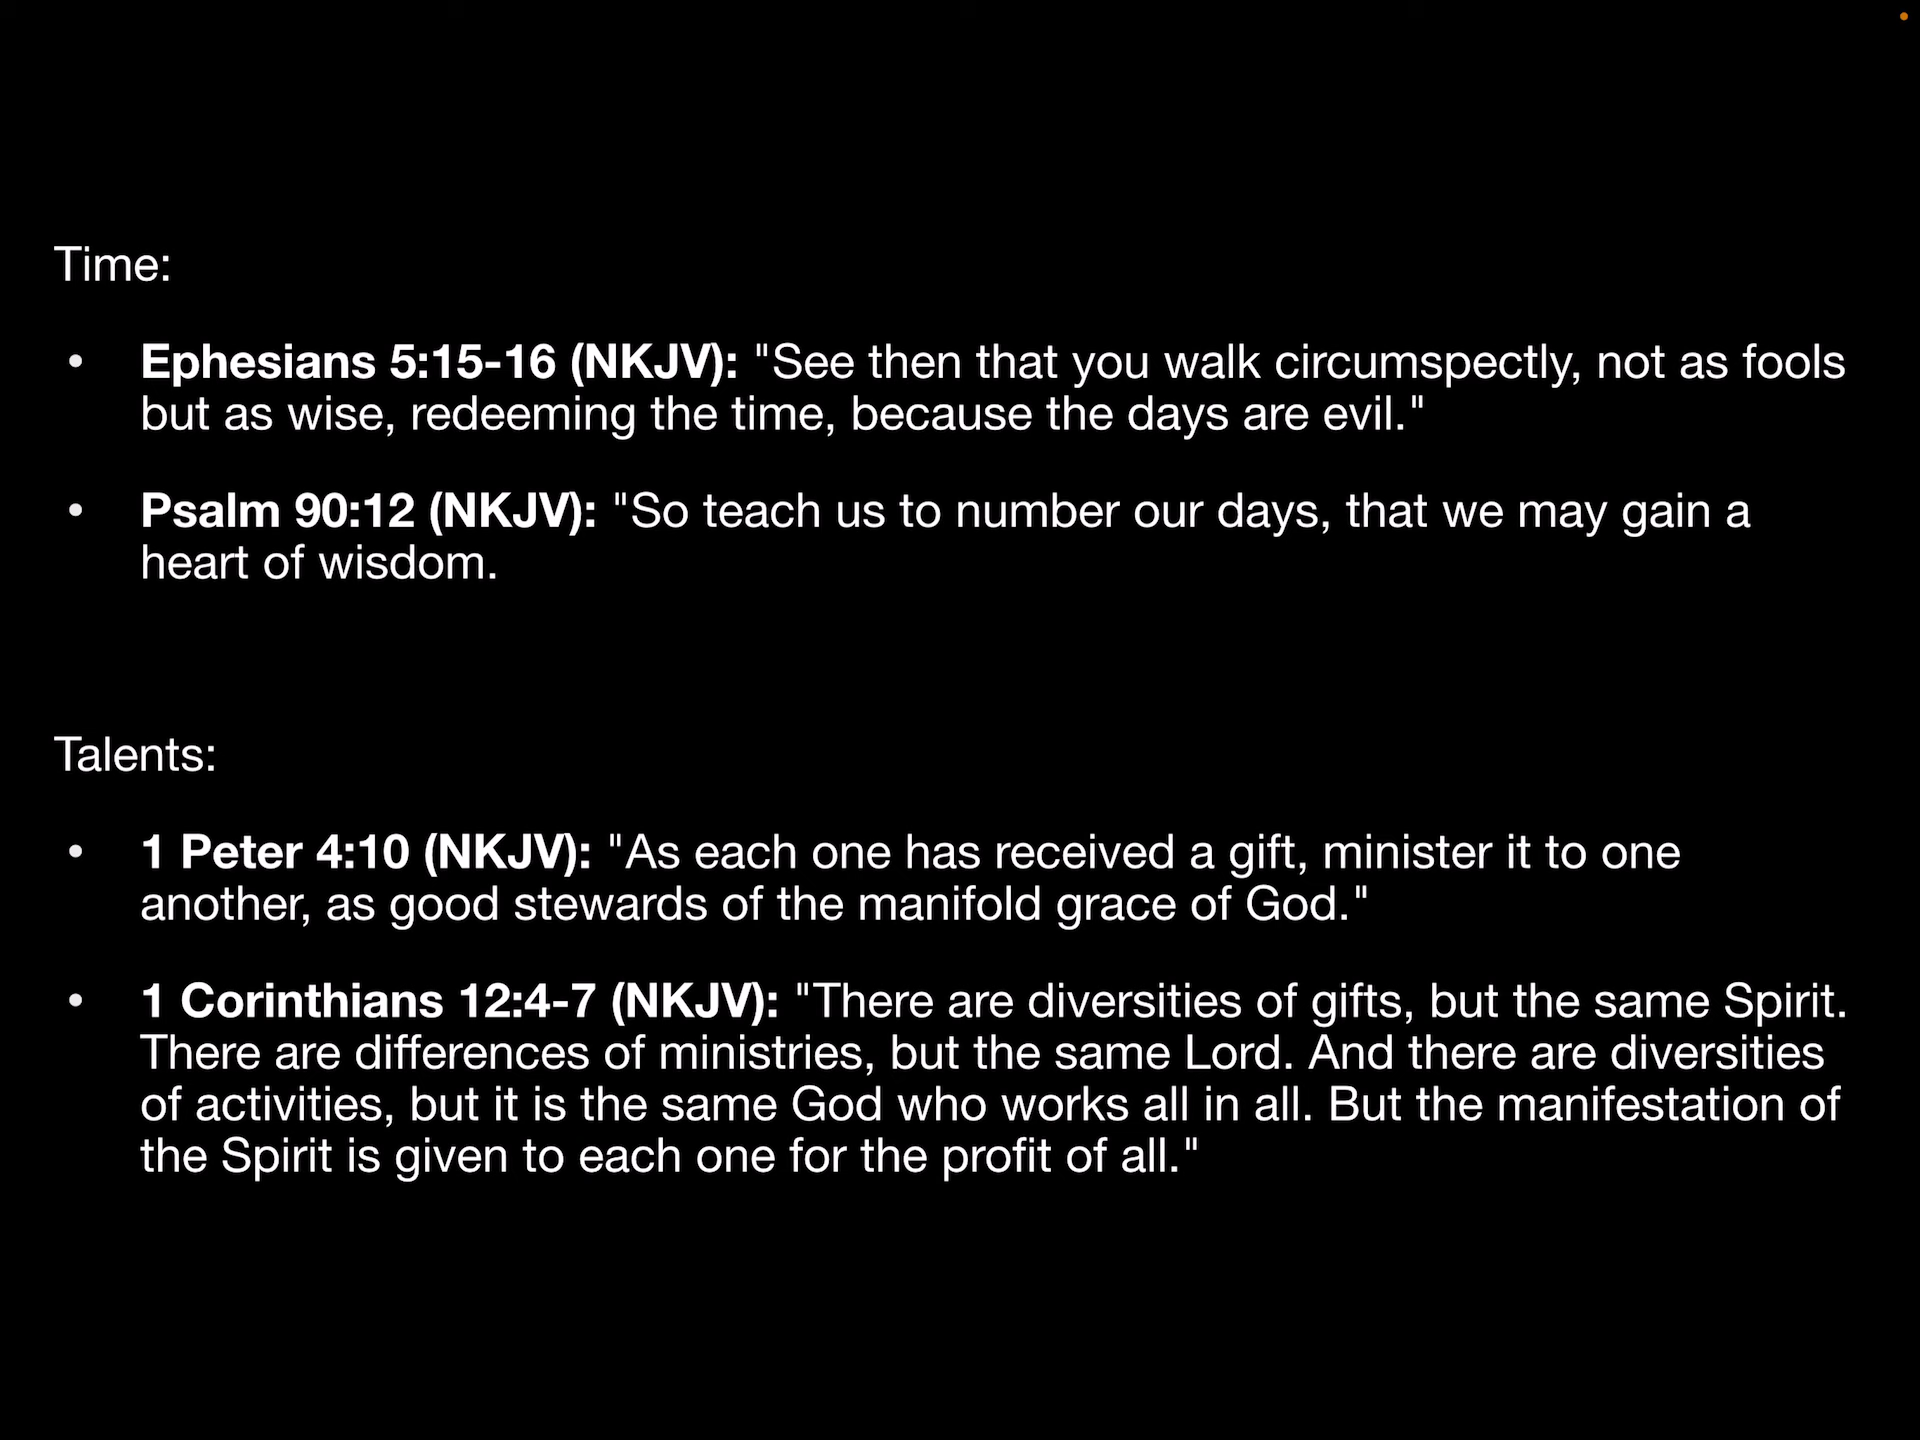 Time:
• Ephesians 5:15-16 (NKJV): "See then that you walk circumspectly, not as fools
but as wise, redeeming the time, because the days are evil."
• Psalm 90:12 (NKJV): "So teach us to number our days, that we may gain a
heart of wisdom.
Talents:
• 1 Peter 4:10 (NKJV): "As each one has received a gift, minister it to one
another, as good stewards of the manifold grace of God."
• 1 Corinthians 12:4-7 (NKJV): "There are diversities of gifts, but the same Spirit.
There are differences of ministries, but the same Lord. And there are diversities
of activities, but it is the same God who works all in all. But the manifestation of
the Spirit is given to each one for the profit of all."